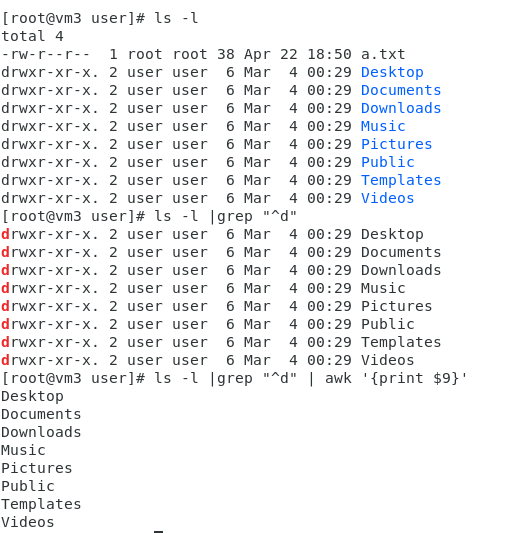 [root@vm3 user]# ls -l
total 4
-rw-r--r--  1 root root 38 Apr 22 18:50 a.txt
drwxr-xr-x. 2 user user  6 Mar  4 00:29 Desktop
drwxr-xr-x. 2 user user  6 Mar  4 00:29 Documents
drwxr-xr-x. 2 user user  6 Mar  4 00:29 Downloads
drwxr-xr-x. 2 user user  6 Mar  4 00:29 Music
drwxr-xr-x. 2 user user  6 Mar  4 00:29 Pictures
drwxr-xr-x. 2 user user  6 Mar  4 00:29 Public
drwxr-xr-x. 2 user user  6 Mar  4 00:29 Templates
drwxr-xr-x. 2 user user  6 Mar  4 00:29 Videos
[root@vm3 user]# ls -l |grep "^d"
drwxr-xr-x. 2 user user  6 Mar  4 00:29 Desktop
drwxr-xr-x. 2 user user  6 Mar  4 00:29 Documents
drwxr-xr-x. 2 user user  6 Mar  4 00:29 Downloads
drwxr-xr-x. 2 user user  6 Mar  4 00:29 Music
drwxr-xr-x. 2 user user  6 Mar  4 00:29 Pictures
drwxr-xr-x. 2 user user  6 Mar  4 00:29 Public
drwxr-xr-x. 2 user user  6 Mar  4 00:29 Templates
drwxr-xr-x. 2 user user  6 Mar  4 00:29 Videos
[root@vm3 user]# ls -l |grep "^d" | awk '{print $9}'
Desktop
Documents
Downloads
Music
Pictures
Public
Templates
Videos